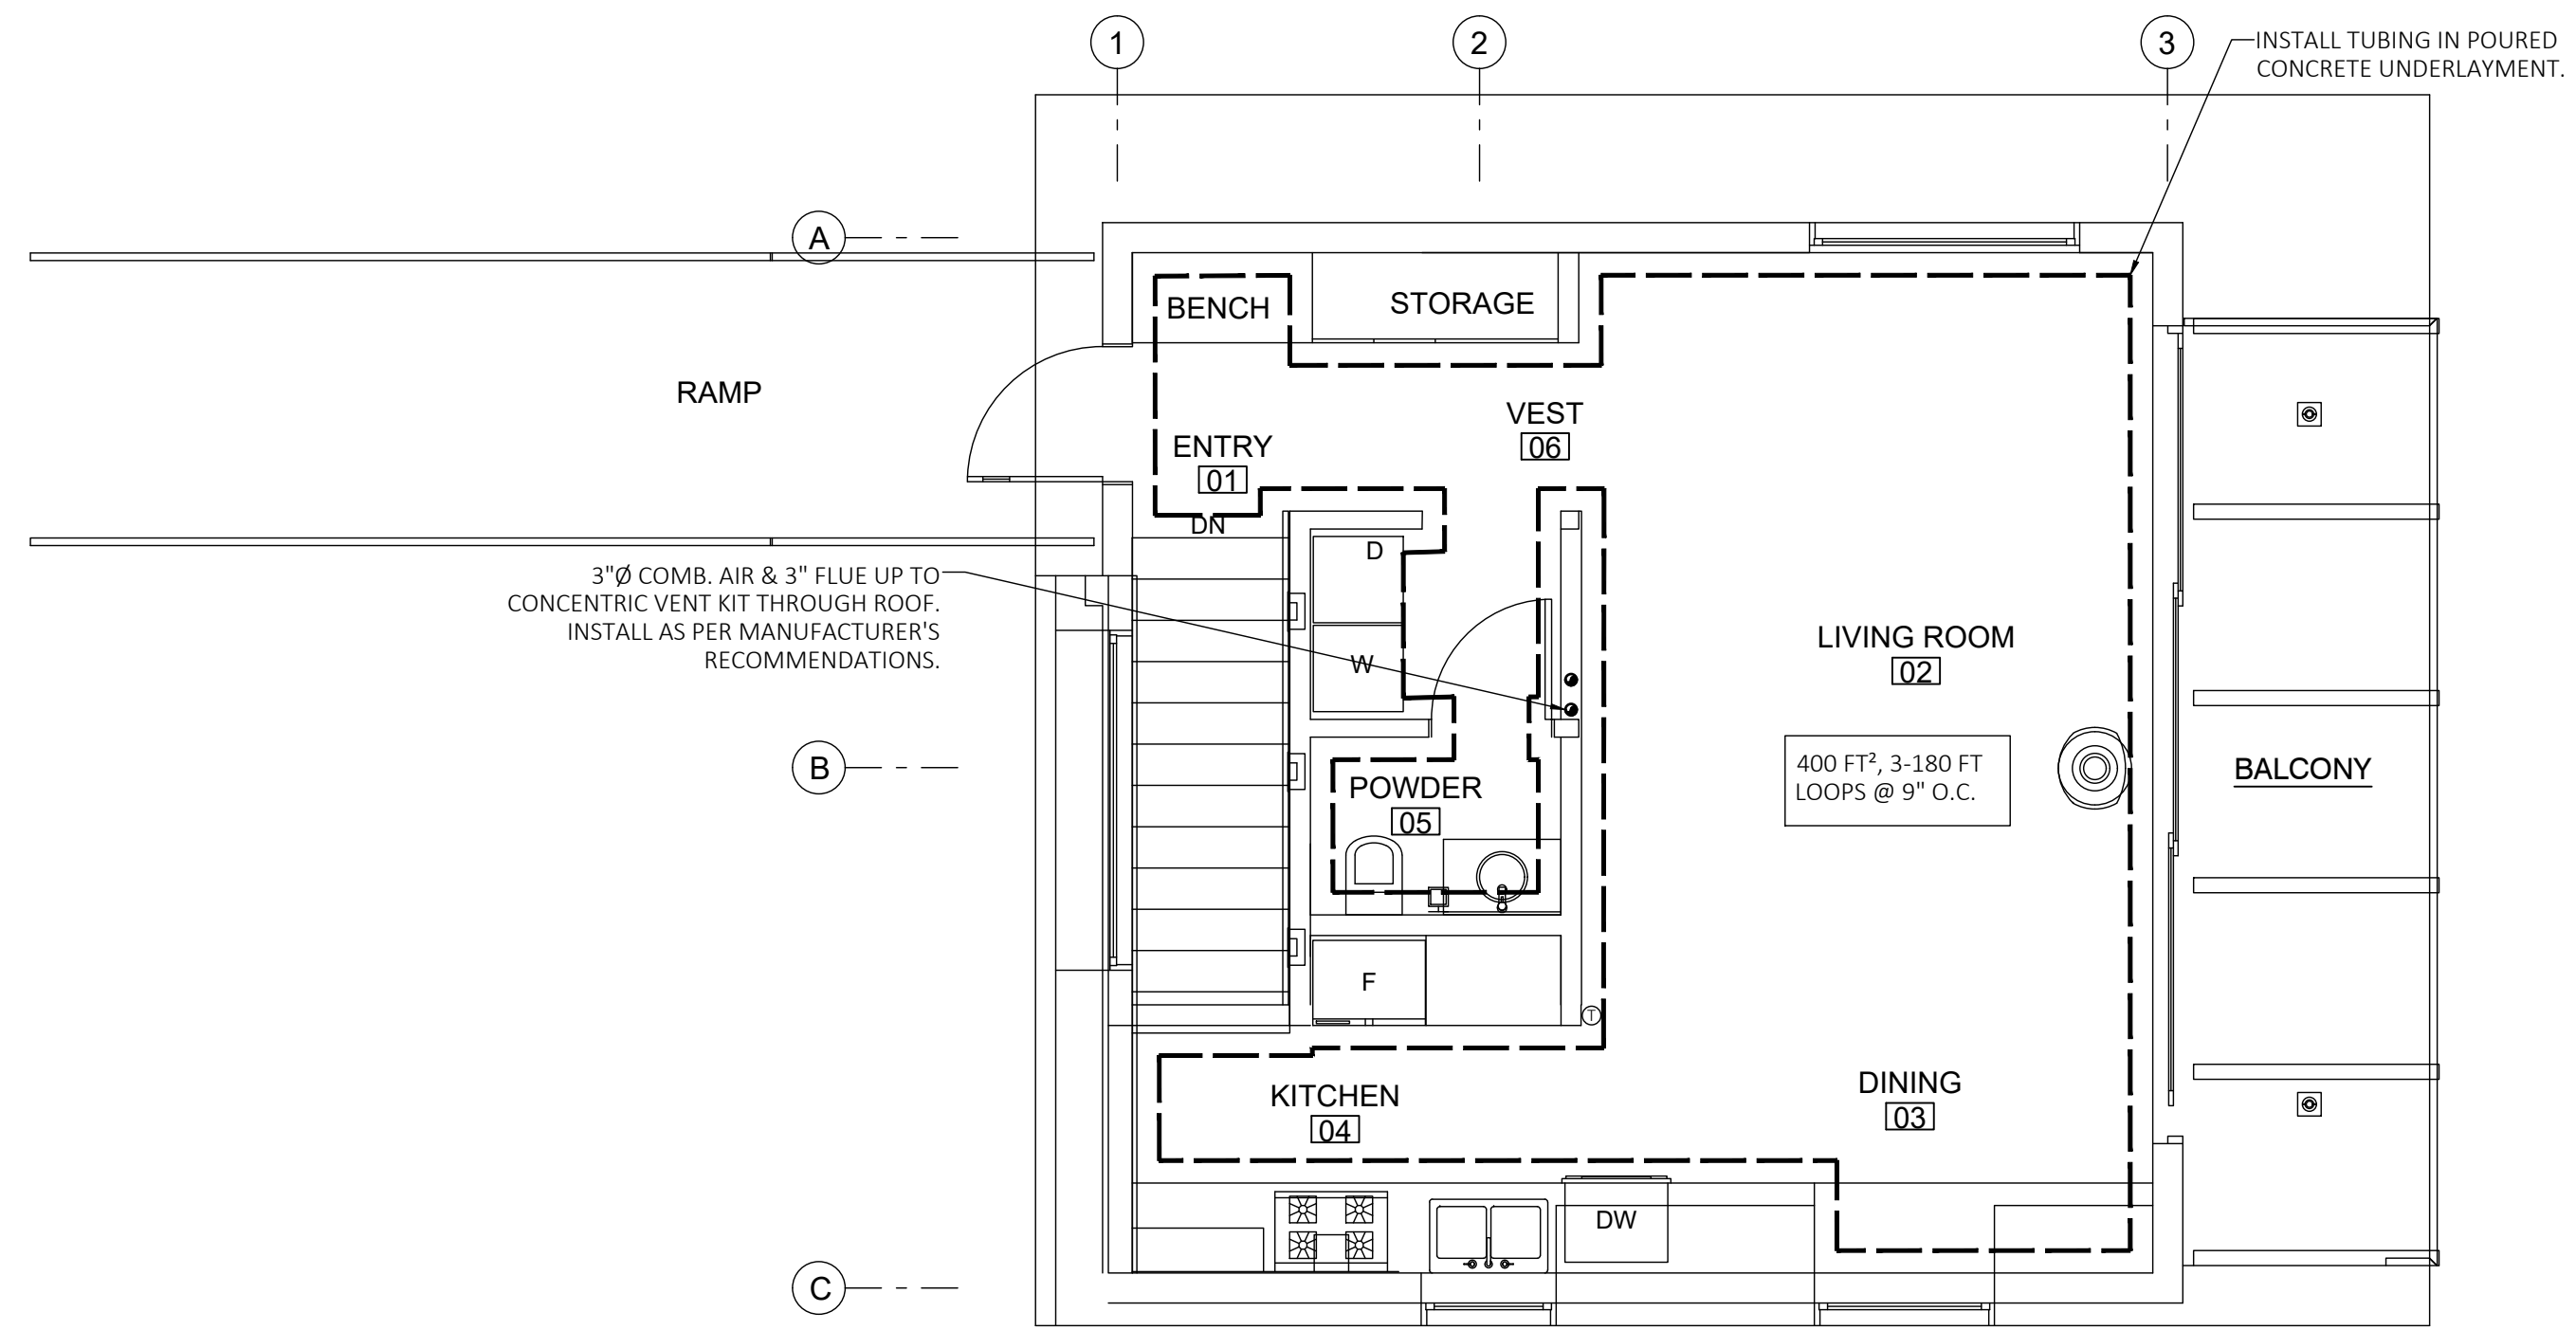 1
2
3
INSTALL TUBING IN POURED
CONCRETE UNDERLAYMENT.
A
BENCH
STORAGE
RAMP
VEST
06
ENTRY
01
DN
D
3"Ø COMB. AIR & 3" FLUE UP TO
CONCENTRIC VENT KIT THROUGH ROOF.
INSTALL AS PER MANUFACTURER'S
RECOMMENDATIONS.
W
LIVING ROOM
02
B
400 FT², 3-180 FT
LOOPS @ 9" O.C.
BALCONY
POWDER
05
F
T
KITCHEN
04
DINING
03
DW
C